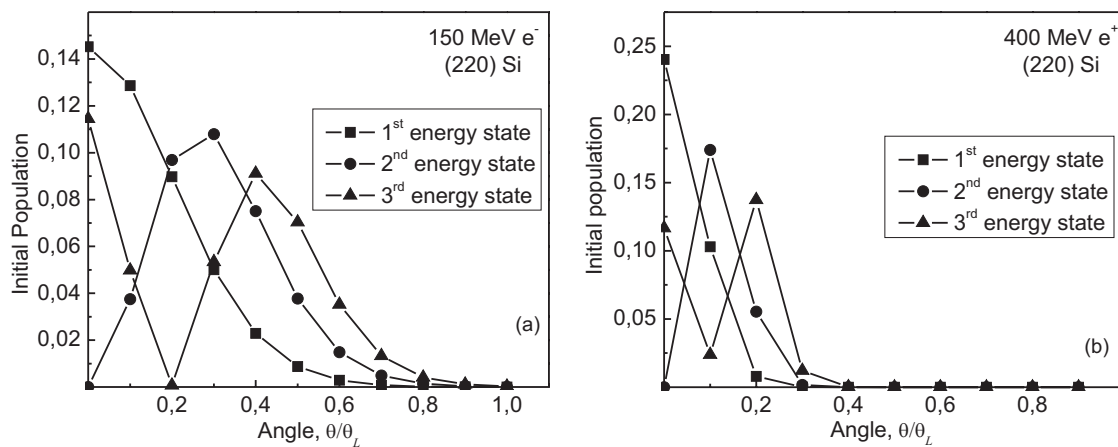 150 MeV e⁻
(220) Si
1st energy state
2nd energy state
3rd energy state
0,14
0,12
0,10
0,08
0,06
0,04
0,02
Initial Population
(a)
0,2 0,4 0,6 0,8 1,0
Angle, θ/θL
400 MeV e⁺
(220) Si
1st energy state
2nd energy state
3rd energy state
0,25
0,20
0,15
0,10
0,05
Initial population
(b)
0,2 0,4 0,6 0,8
Angle, θ/θL